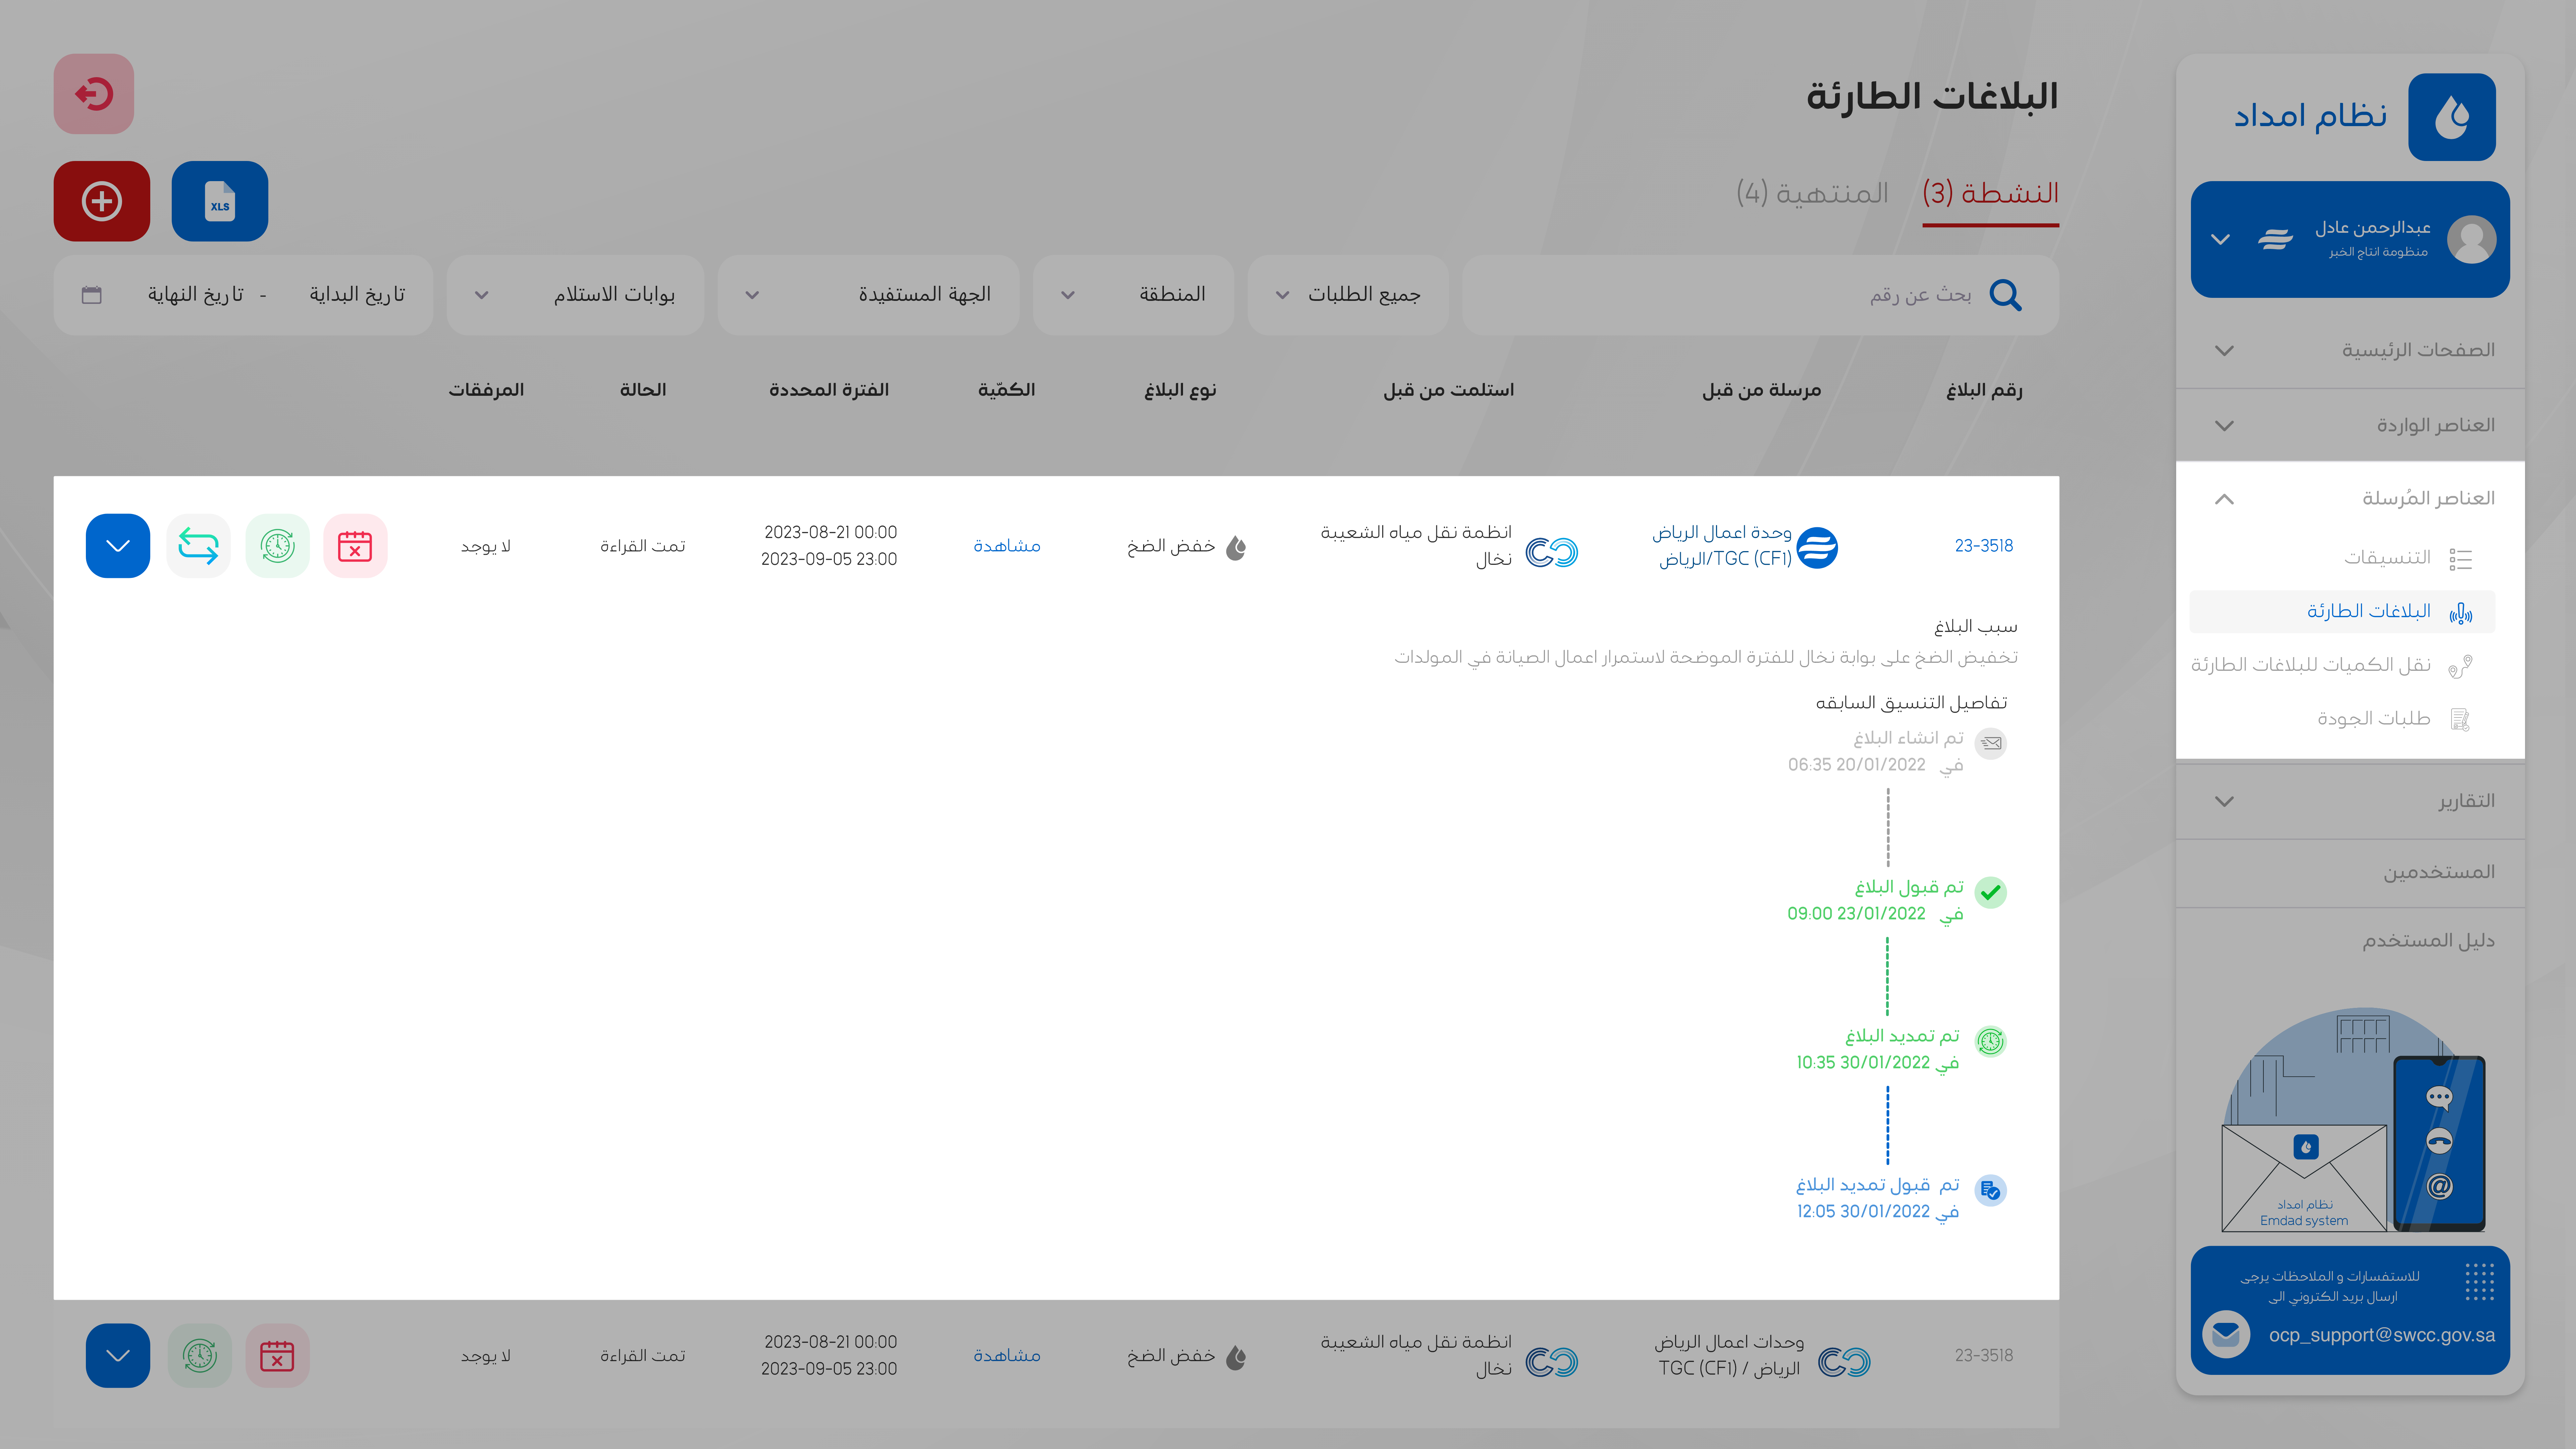 نظام امداد
عبدالرحمن عادل
منظومة انتاج الخبر
الصفحات الرئيسية
العناصر الواردة
العناصر المُرسلة
التنسيقات
البلاغات الطارئة
نقل الكميات للبلاغات الطارئة
طلبات الجودة
التقارير
المستخدمين
دليل المستخدم
نظام امداد
Emdad system
للاستفسارات و الملاحظات يرجى
ارسال بريد الكتروني الى
ocp_support@swcc.gov.sa
البلاغات الطارئة
النشطة (3) المنتهية (4)
XLS
بحث عن رقم
جميع الطلبات
المنطقة
الجهة المستفيدة
بوابات الاستلام
تاريخ البداية - تاريخ النهاية
رقم البلاغ مرسلة من قبل استلمت من قبل نوع البلاغ الكمّية الفترة المحددة الحالة المرفقات
23-3518
وحدة اعمال الرياض
الرياض/TGC (CF1)
انظمة نقل مياه الشعيبة
نخال
خفض الضخ
مشاهدة
2023-08-21 00:00
2023-09-05 23:00
تمت القراءة
لا يوجد
سبب البلاغ
تخفيض الضخ على بوابة نخال للفترة الموضحة لاستمرار اعمال الصيانة في المولدات
تفاصيل التنسيق السابقه
تم انشاء البلاغ
في 20/01/2022 06:35
تم قبول البلاغ
في 23/01/2022 09:00
تم تمديد البلاغ
في 30/01/2022 10:35
تم قبول تمديد البلاغ
في 30/01/2022 12:05
23-3518
وحدات اعمال الرياض
الرياض / TGC (CF1)
انظمة نقل مياه الشعيبة
نخال
خفض الضخ
مشاهدة
2023-08-21 00:00
2023-09-05 23:00
تمت القراءة
لا يوجد